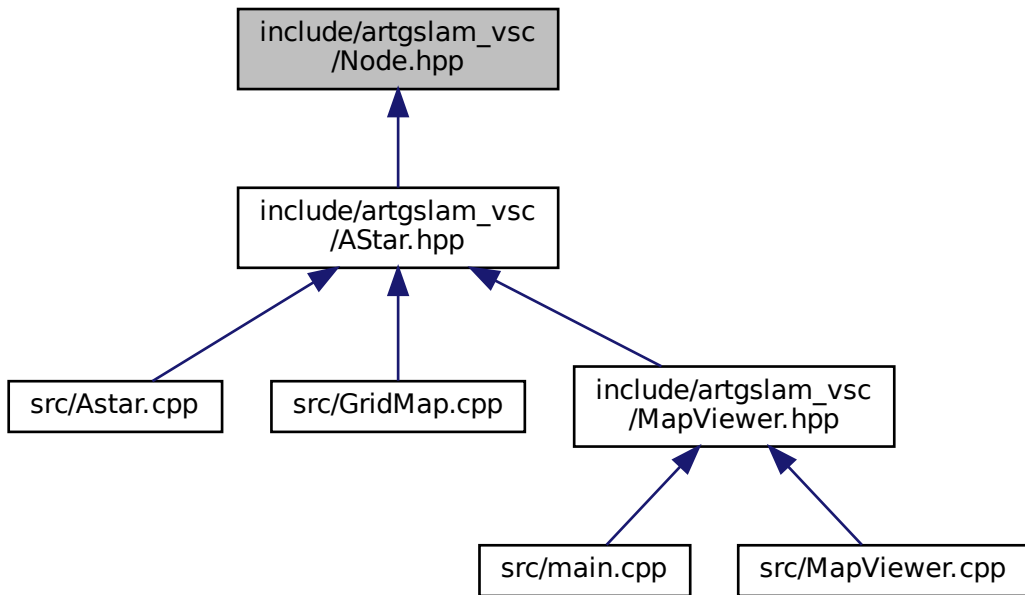 include/artgslam_vsc
/Node.hpp
include/artgslam_vsc
/AStar.hpp
src/Astar.cpp
src/GridMap.cpp
include/artgslam_vsc
/MapViewer.hpp
src/main.cpp
src/MapViewer.cpp